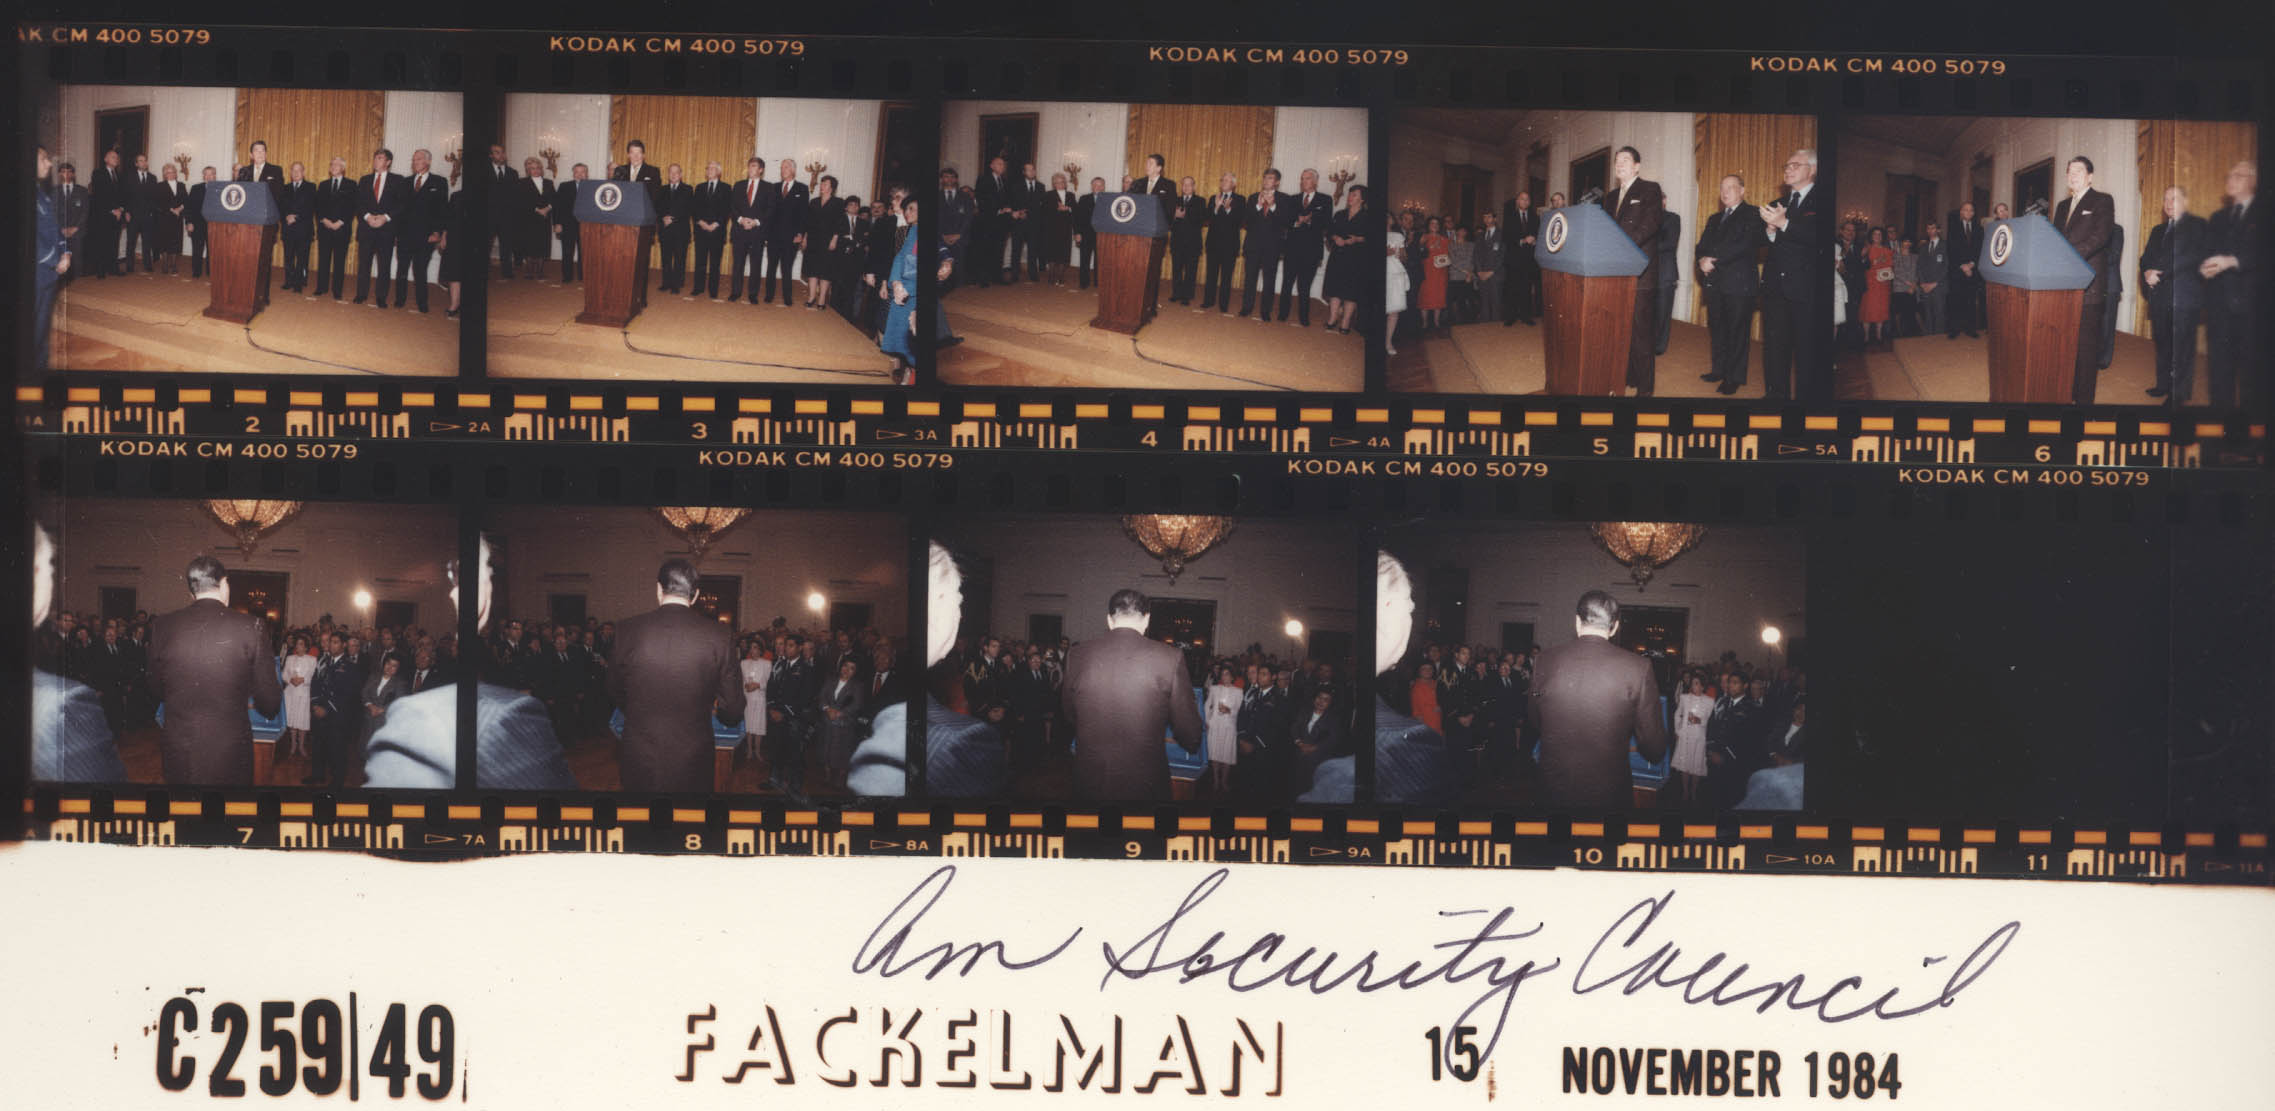 AK CM 400 5079 KODAK CM 400 5079 KODAK CM 400 5079 KODAK CM 400 5079
1A 2 2A 3 3A 4 4A 5 5A 6
KODAK CM 400 5079 KODAK CM 400 5079 KODAK CM 400 5079 KODAK CM 400 5079
A 7 7A 8 8A 9 9A 10 10A 11 11A
Am Security Council
C259|49 FACKELMAN 15 NOVEMBER 1984